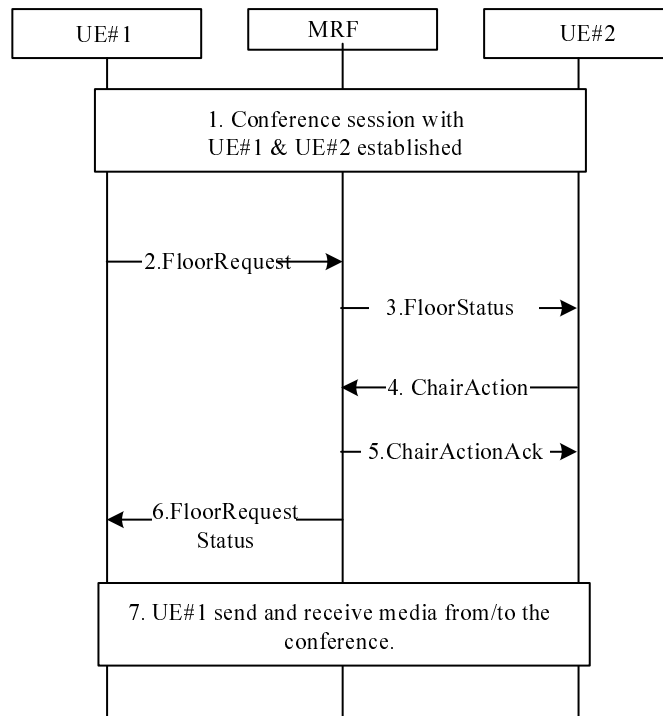 UE#1
MRF
UE#2
1. Conference session with
UE#1 & UE#2 established
2.FloorRequest
3.FloorStatus
4. ChairAction
5.ChairActionAck
6.FloorRequest
Status
7. UE#1 send and receive media from/to the
conference.